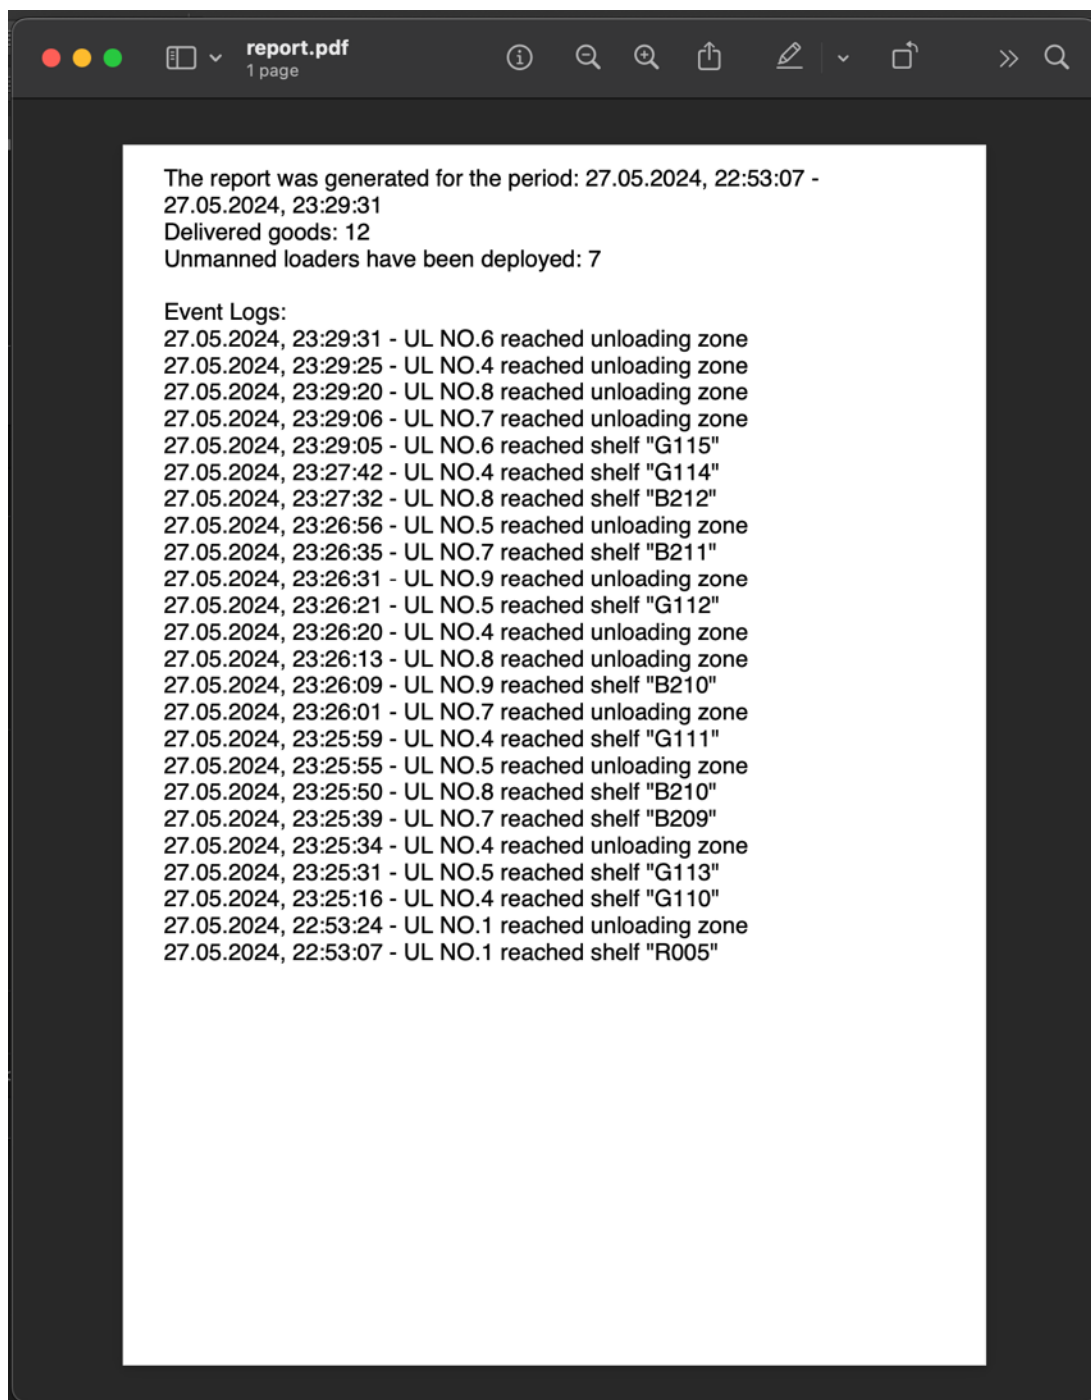 report.pdf
1 page
The report was generated for the period: 27.05.2024, 22:53:07 -
27.05.2024, 23:29:31
Delivered goods: 12
Unmanned loaders have been deployed: 7
Event Logs:
27.05.2024, 23:29:31 - UL NO.6 reached unloading zone
27.05.2024, 23:29:25 - UL NO.4 reached unloading zone
27.05.2024, 23:29:20 - UL NO.8 reached unloading zone
27.05.2024, 23:29:06 - UL NO.7 reached unloading zone
27.05.2024, 23:29:05 - UL NO.6 reached shelf "G115"
27.05.2024, 23:27:42 - UL NO.4 reached shelf "G114"
27.05.2024, 23:27:32 - UL NO.8 reached shelf "B212"
27.05.2024, 23:26:56 - UL NO.5 reached unloading zone
27.05.2024, 23:26:35 - UL NO.7 reached shelf "B211"
27.05.2024, 23:26:31 - UL NO.9 reached unloading zone
27.05.2024, 23:26:21 - UL NO.5 reached shelf "G112"
27.05.2024, 23:26:20 - UL NO.4 reached unloading zone
27.05.2024, 23:26:13 - UL NO.8 reached unloading zone
27.05.2024, 23:26:09 - UL NO.9 reached shelf "B210"
27.05.2024, 23:26:01 - UL NO.7 reached unloading zone
27.05.2024, 23:25:59 - UL NO.4 reached shelf "G111"
27.05.2024, 23:25:55 - UL NO.5 reached unloading zone
27.05.2024, 23:25:50 - UL NO.8 reached shelf "B210"
27.05.2024, 23:25:39 - UL NO.7 reached shelf "B209"
27.05.2024, 23:25:34 - UL NO.4 reached unloading zone
27.05.2024, 23:25:31 - UL NO.5 reached shelf "G113"
27.05.2024, 23:25:16 - UL NO.4 reached shelf "G110"
27.05.2024, 22:53:24 - UL NO.1 reached unloading zone
27.05.2024, 22:53:07 - UL NO.1 reached shelf "R005"